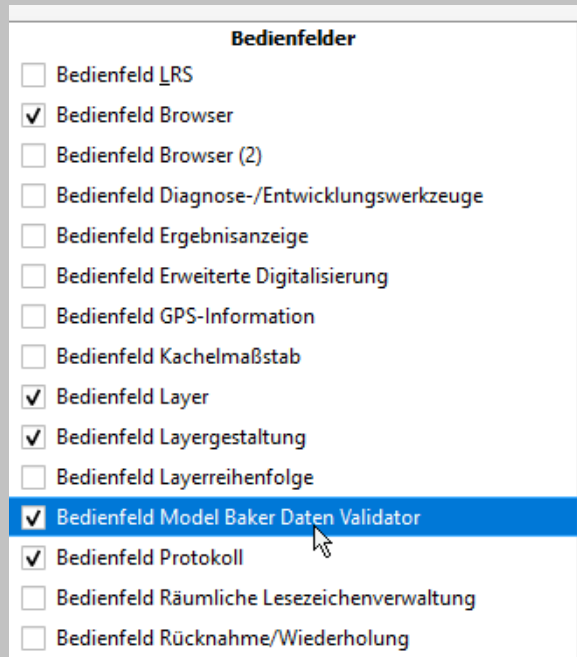 Bedienfelder
Bedienfeld LRS
Bedienfeld Browser
Bedienfeld Browser (2)
Bedienfeld Diagnose-/Entwicklungswerkzeuge
Bedienfeld Ergebnisanzeige
Bedienfeld Erweiterte Digitalisierung
Bedienfeld GPS-Information
Bedienfeld Kachelmaßstab
Bedienfeld Layer
Bedienfeld Layergestaltung
Bedienfeld Layerreihenfolge
Bedienfeld Model Baker Daten Validator
Bedienfeld Protokoll
Bedienfeld Räumliche Lesezeichenverwaltung
Bedienfeld Rücknahme/Wiederholung